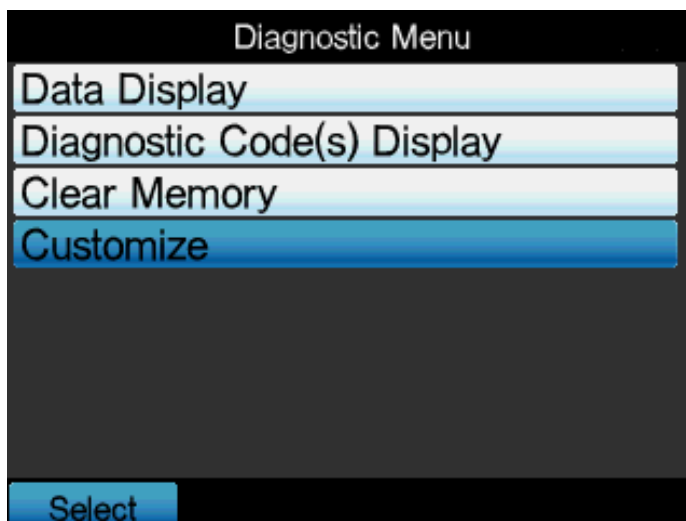 Diagnostic Menu
Data Display
Diagnostic Code(s) Display
Clear Memory
Customize
Select